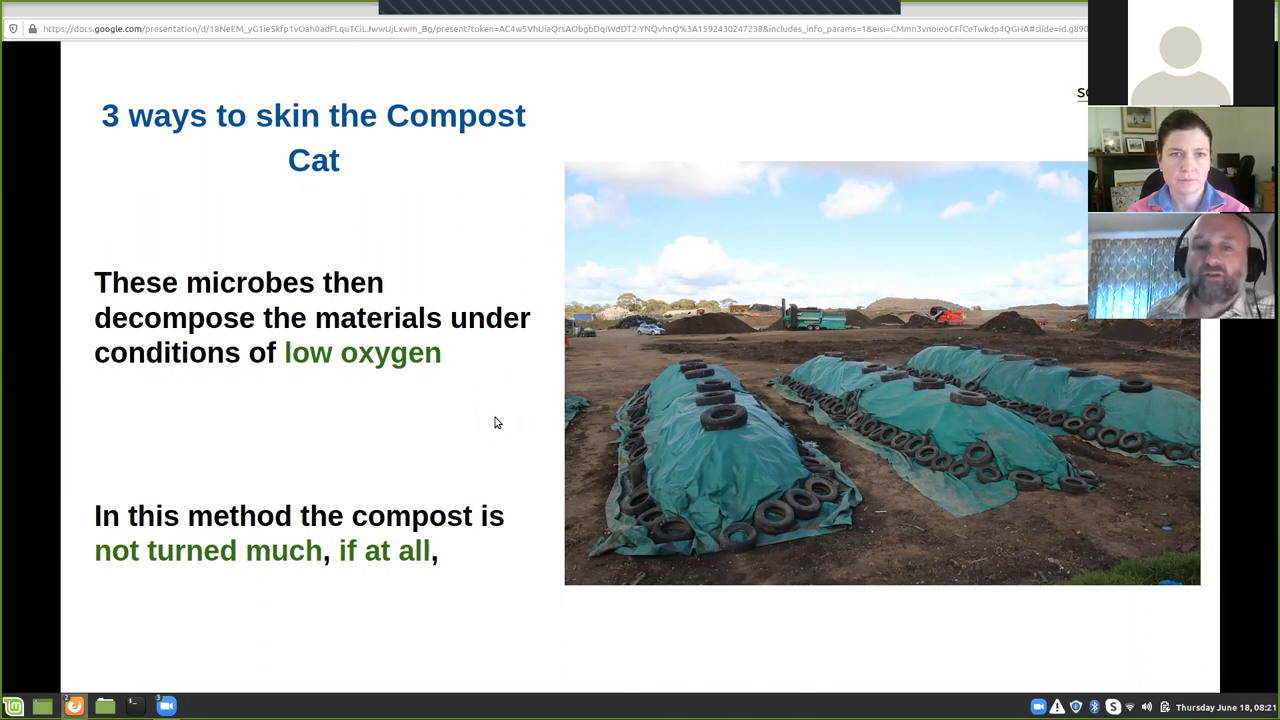 https://docs.google.com/presentation/d/18NeEM_yG1ie5kfp1vOah0adFLquTCiLJwwUjLxwm_Bg/present?token=AC4w5VhUiaQrsAObgbDqiWdDT2-YNQvhnQ%3A1592430247238&includes_info_params=1&eisi=CMmn3vnoieoCFfCeTwkdp4QGHA#slide=id.g890
3 ways to skin the Compost
Cat
These microbes then
decompose the materials under
conditions of low oxygen
In this method the compost is
not turned much, if at all,
Thursday June 18, 08:21